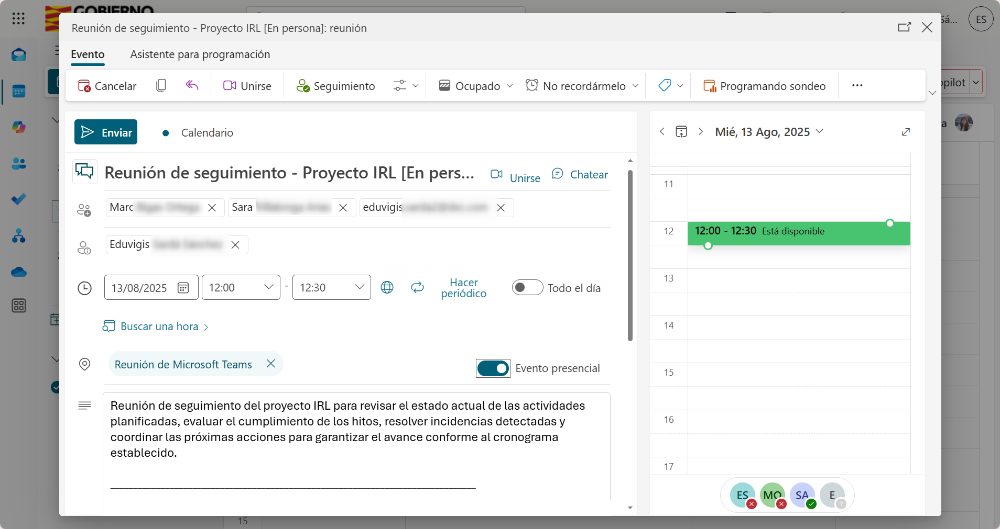 GOBIERNO
Sá...
ES
Reunión de seguimiento - Proyecto IRL [En persona]: reunión
Evento
Asistente para programación
Cancelar
Unirse
Seguimiento
Ocupado
No recordármelo
Programando sondeo
...
pilot
Enviar
Calendario
Mié, 13 Ago, 2025
a
Reunión de seguimiento - Proyecto IRL [En pers...
Unirse
Chatear
Marc
Sara
eduvigis
Eduvigis
13/08/2025
12:00
-
12:30
Hacer
periódico
Todo el día
Buscar una hora
Reunión de Microsoft Teams
Evento presencial
Reunión de seguimiento del proyecto IRL para revisar el estado actual de las actividades
planificadas, evaluar el cumplimiento de los hitos, resolver incidencias detectadas y
coordinar las próximas acciones para garantizar el avance conforme al cronograma
establecido.
11
12
12:00 - 12:30 Está disponible
13
14
15
16
17
ES
MO
SA
E
15